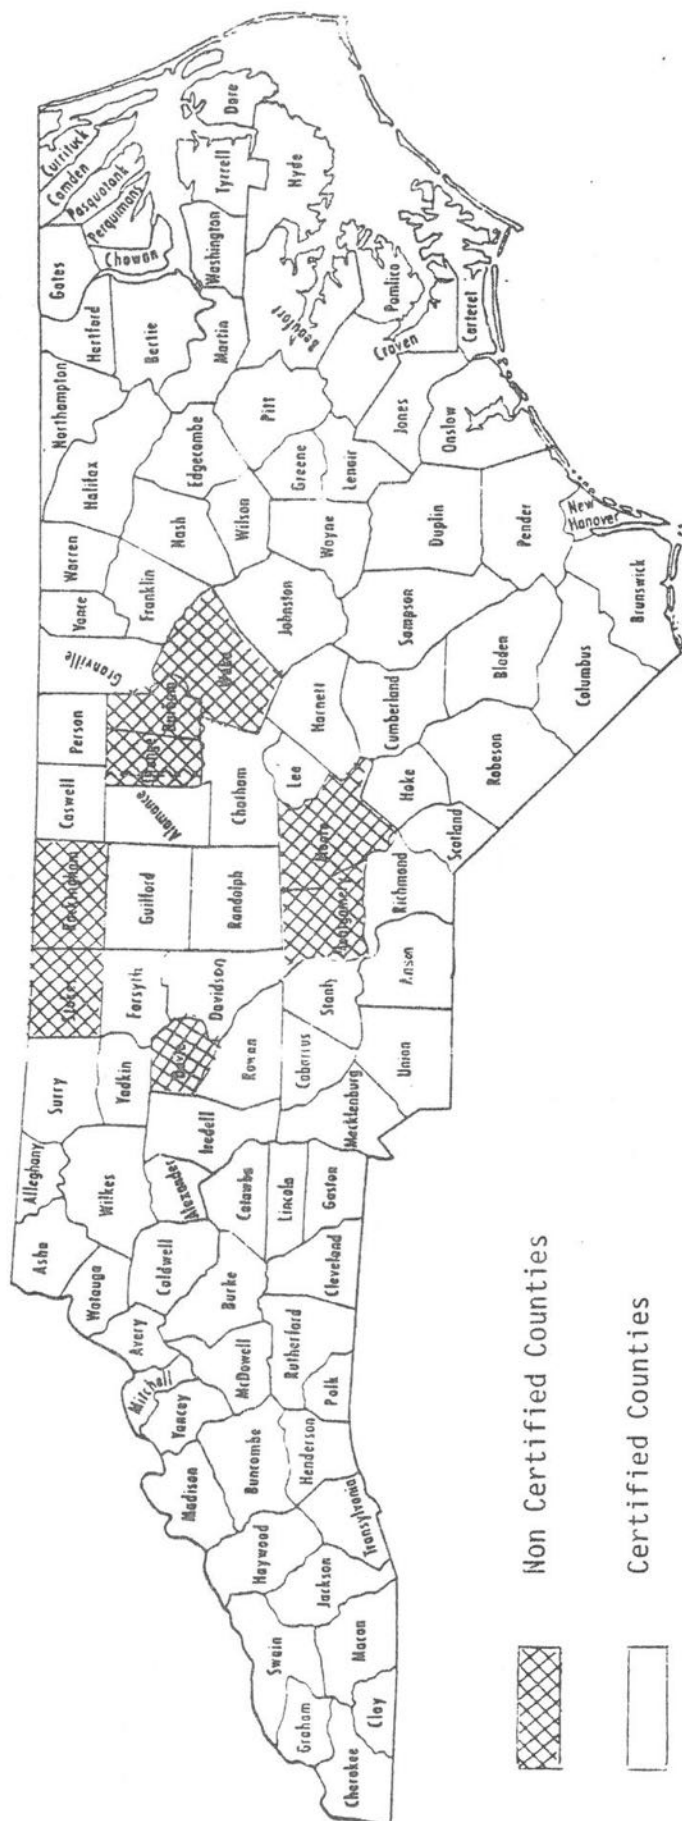 Cherokee
Graham
Clay
Swain
Macon
Jackson
Haywood
Transylvania
Madison
Buncombe
Henderson
Yancey
Mitchell
McDowell
Polk
Rutherford
Avery
Burke
Cleveland
Watauga
Caldwell
Ashe
Alleghany
Wilkes
Alexander
Catawba
Lincoln
Gaston
Surry
Yadkin
Iredell
Davie
Rowan
Cabarrus
Mecklenburg
Stokes
Forsyth
Davidson
Stanly
Union
Anson
Rockingham
Guilford
Randolph
Montgomery
Richmond
Caswell
Alamance
Chatham
Moore
Lee
Hoke
Scotland
Person
Orange
Durham
Granville
Wake
Harnett
Cumberland
Robeson
Vance
Warren
Franklin
Johnston
Sampson
Bladen
Columbus
Brunswick
Northampton
Halifax
Nash
Wilson
Wayne
Duplin
Pender
New
Hanover
Edgecombe
Pitt
Greene
Lenoir
Jones
Onslow
Hertford
Gates
Bertie
Martin
Beaufort
Craven
Carteret
Pamlico
Currituck
Camden
Pasquotank
Perquimans
Chowan
Washington
Tyrrell
Dare
Hyde
Non Certified Counties
Certified Counties